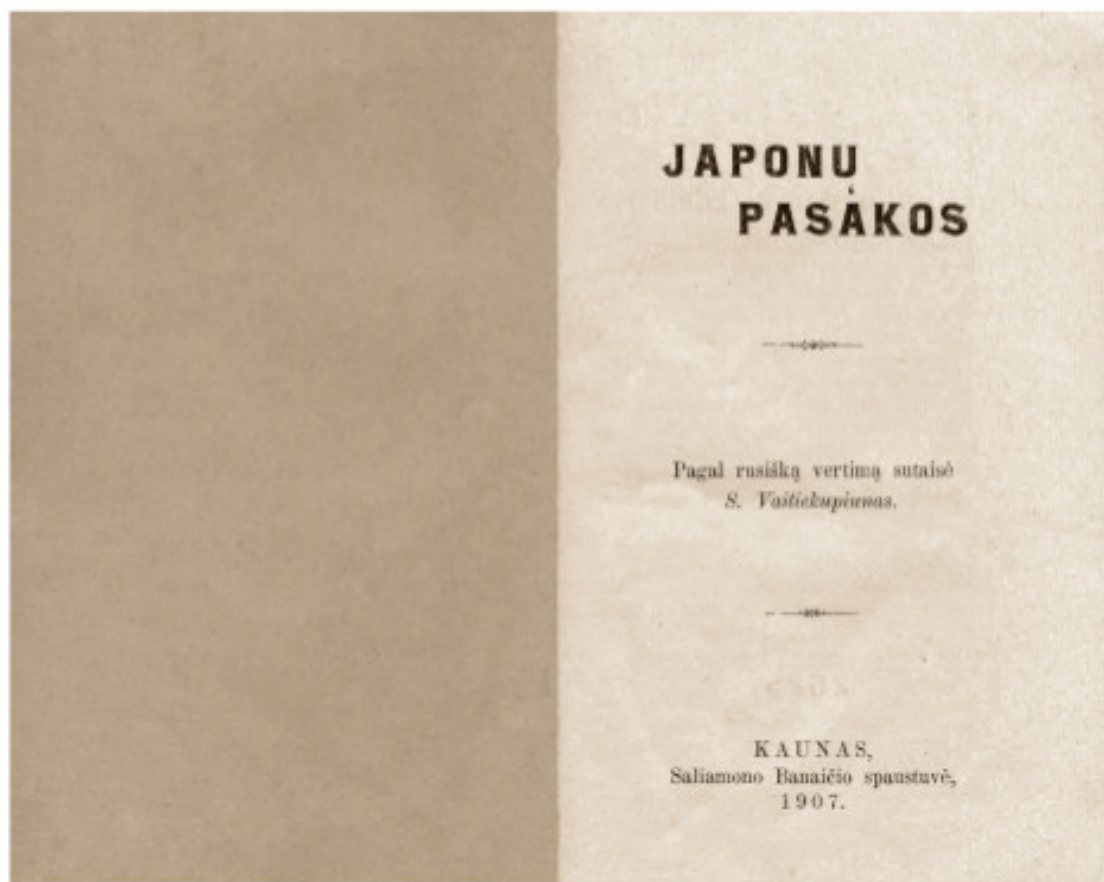 JAPONŲ
PASAKOS
Pagal rusišką vertimą sutaisė
S. Vaitiekupiunas.
KAUNAS,
Saliamono Banaičio spaustuvė,
1907.